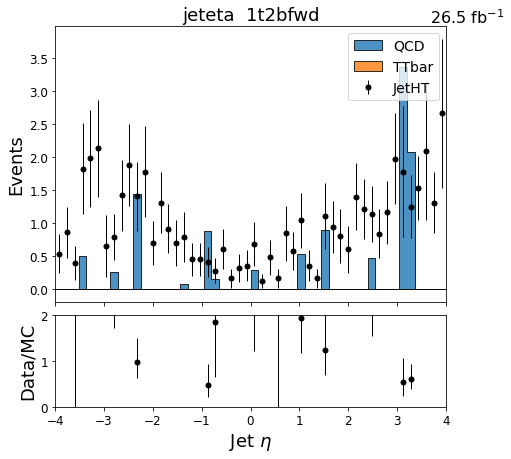 jeteta 1t2bfwd
26.5 fb⁻¹
QCD
TTbar
JetHT
Events
3.5
3.0
2.5
2.0
1.5
1.0
0.5
0.0
Data/MC
2
1
0
−4 −3 −2 −1 0 1 2 3 4
Jet η